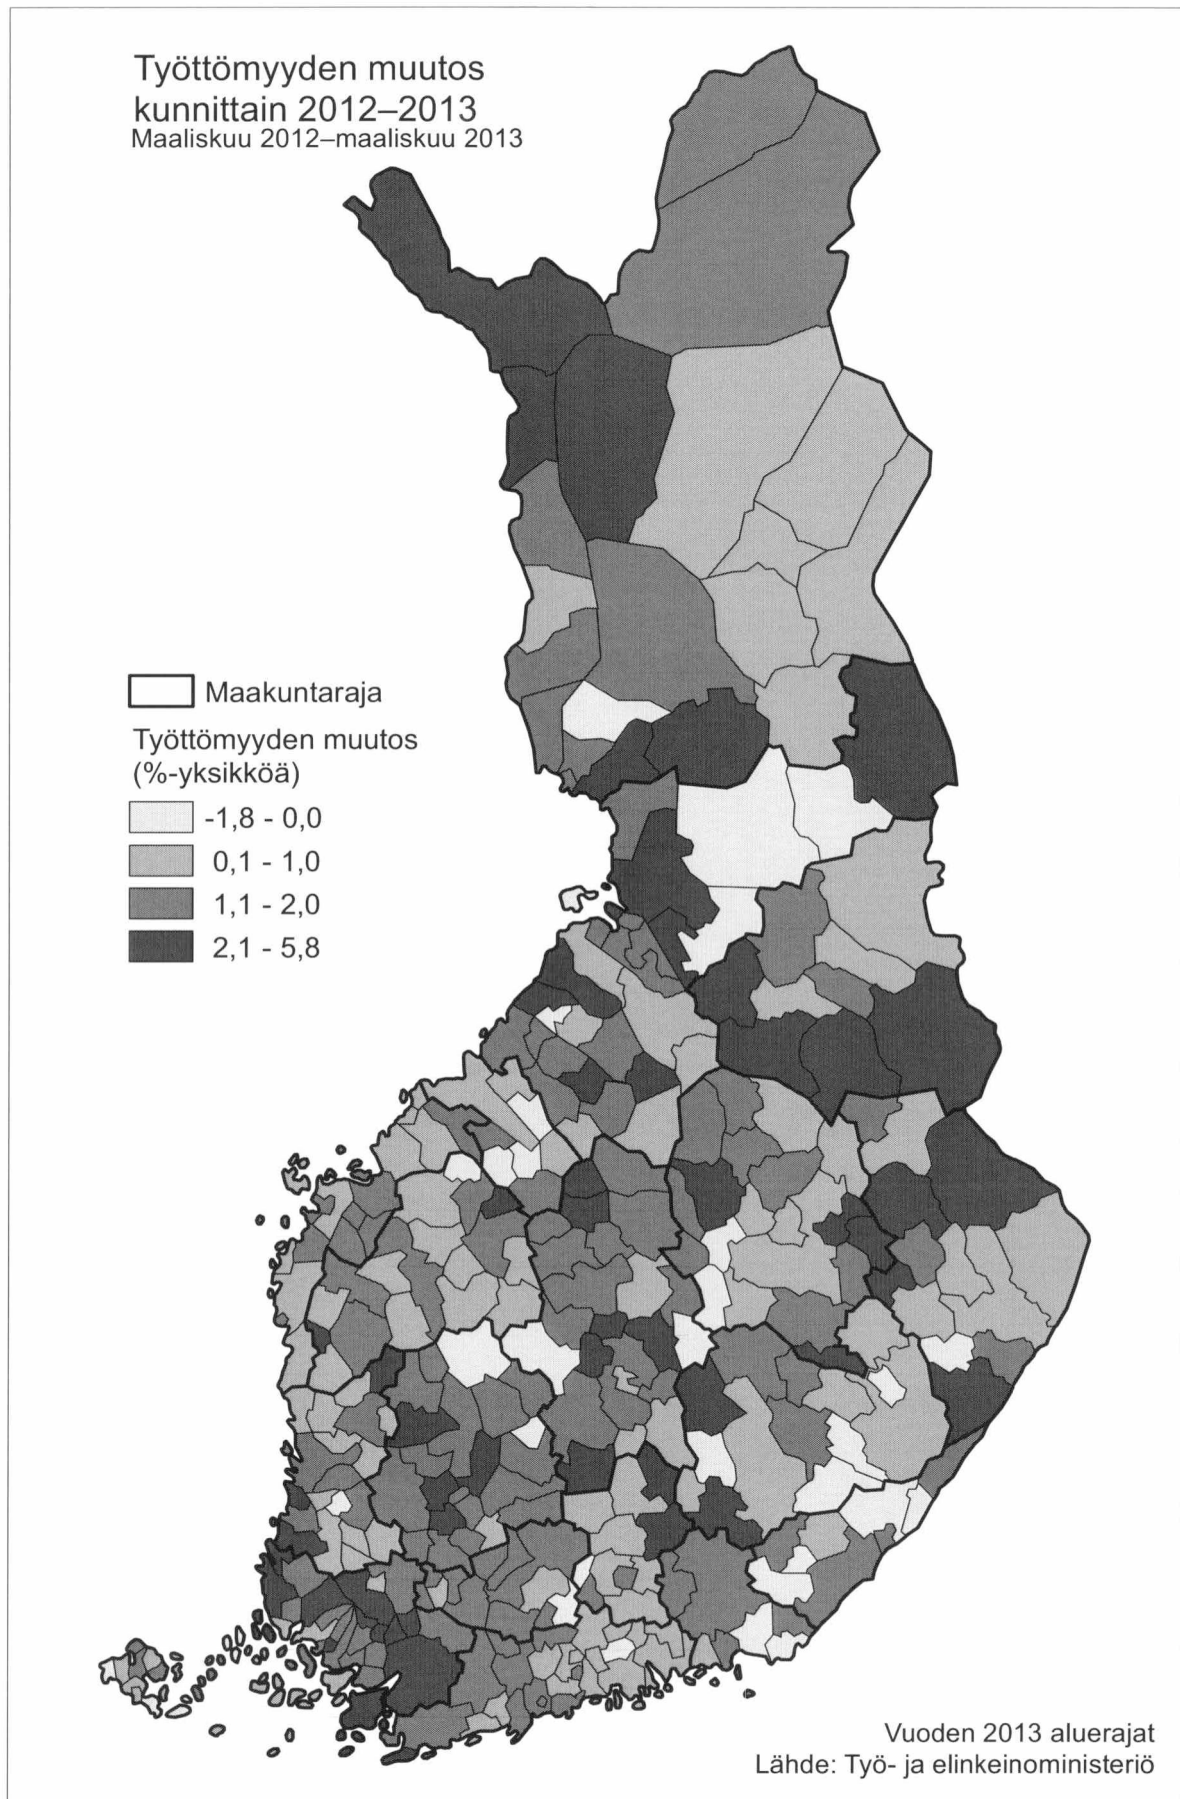 Työttömyyden muutos
kunnittain 2012–2013
Maaliskuu 2012–maaliskuu 2013
Maakuntaraja
Työttömyyden muutos
(%-yksikköä)
-1,8 - 0,0
0,1 - 1,0
1,1 - 2,0
2,1 - 5,8
Vuoden 2013 aluerajat
Lähde: Työ- ja elinkeinoministeriö